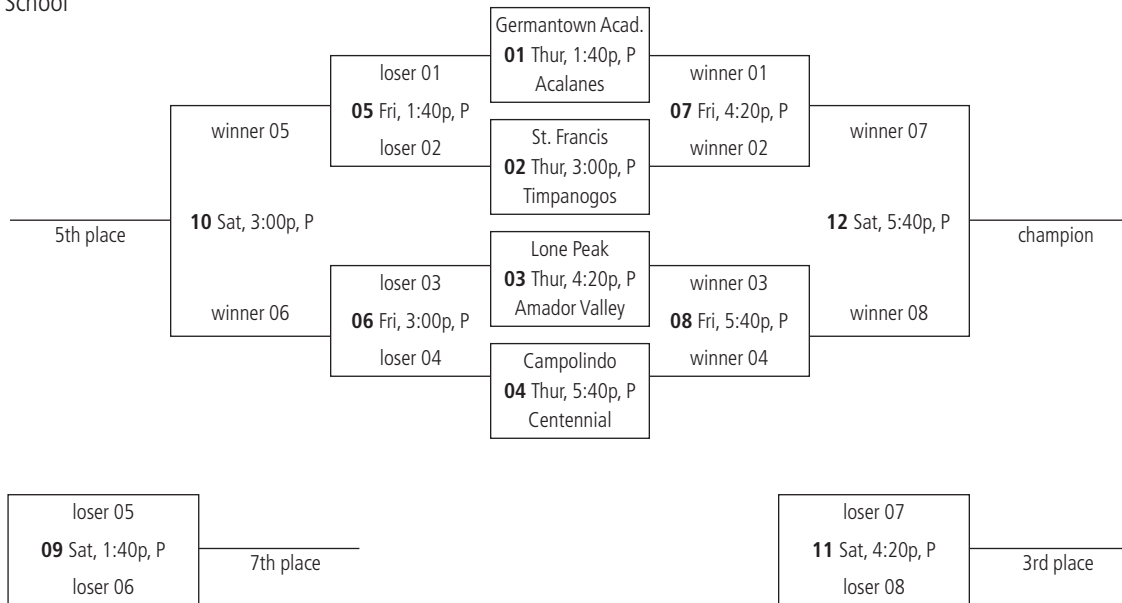 School
Germantown Acad.
01 Thur, 1:40p, P
Acalanes
loser 01
05 Fri, 1:40p, P
loser 02
winner 01
07 Fri, 4:20p, P
winner 02
winner 05
St. Francis
02 Thur, 3:00p, P
Timpanogos
winner 07
10 Sat, 3:00p, P
5th place
12 Sat, 5:40p, P
champion
Lone Peak
03 Thur, 4:20p, P
Amador Valley
loser 03
06 Fri, 3:00p, P
loser 04
winner 03
08 Fri, 5:40p, P
winner 04
winner 06
winner 08
Campolindo
04 Thur, 5:40p, P
Centennial
loser 05
09 Sat, 1:40p, P
loser 06
7th place
loser 07
11 Sat, 4:20p, P
loser 08
3rd place